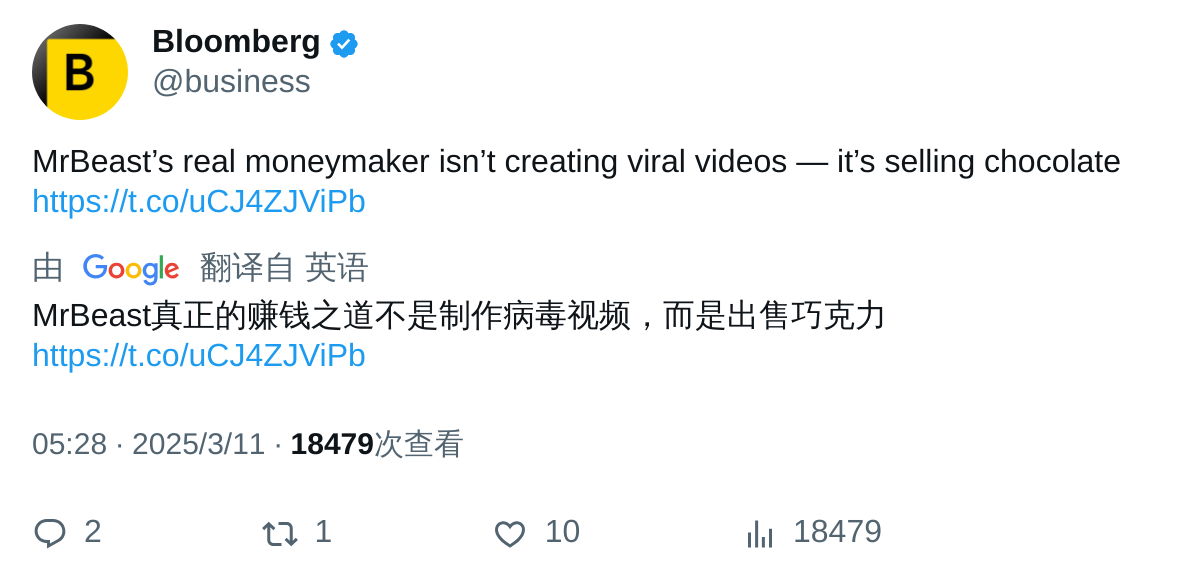 B
Bloomberg
@business
MrBeast’s real moneymaker isn’t creating viral videos — it’s selling chocolate
https://t.co/uCJ4ZJViPb
由 Google 翻译自 英语
MrBeast真正的赚钱之道不是制作病毒视频，而是出售巧克力
https://t.co/uCJ4ZJViPb
05:28 · 2025/3/11 · 18479次查看
2 1 10 18479